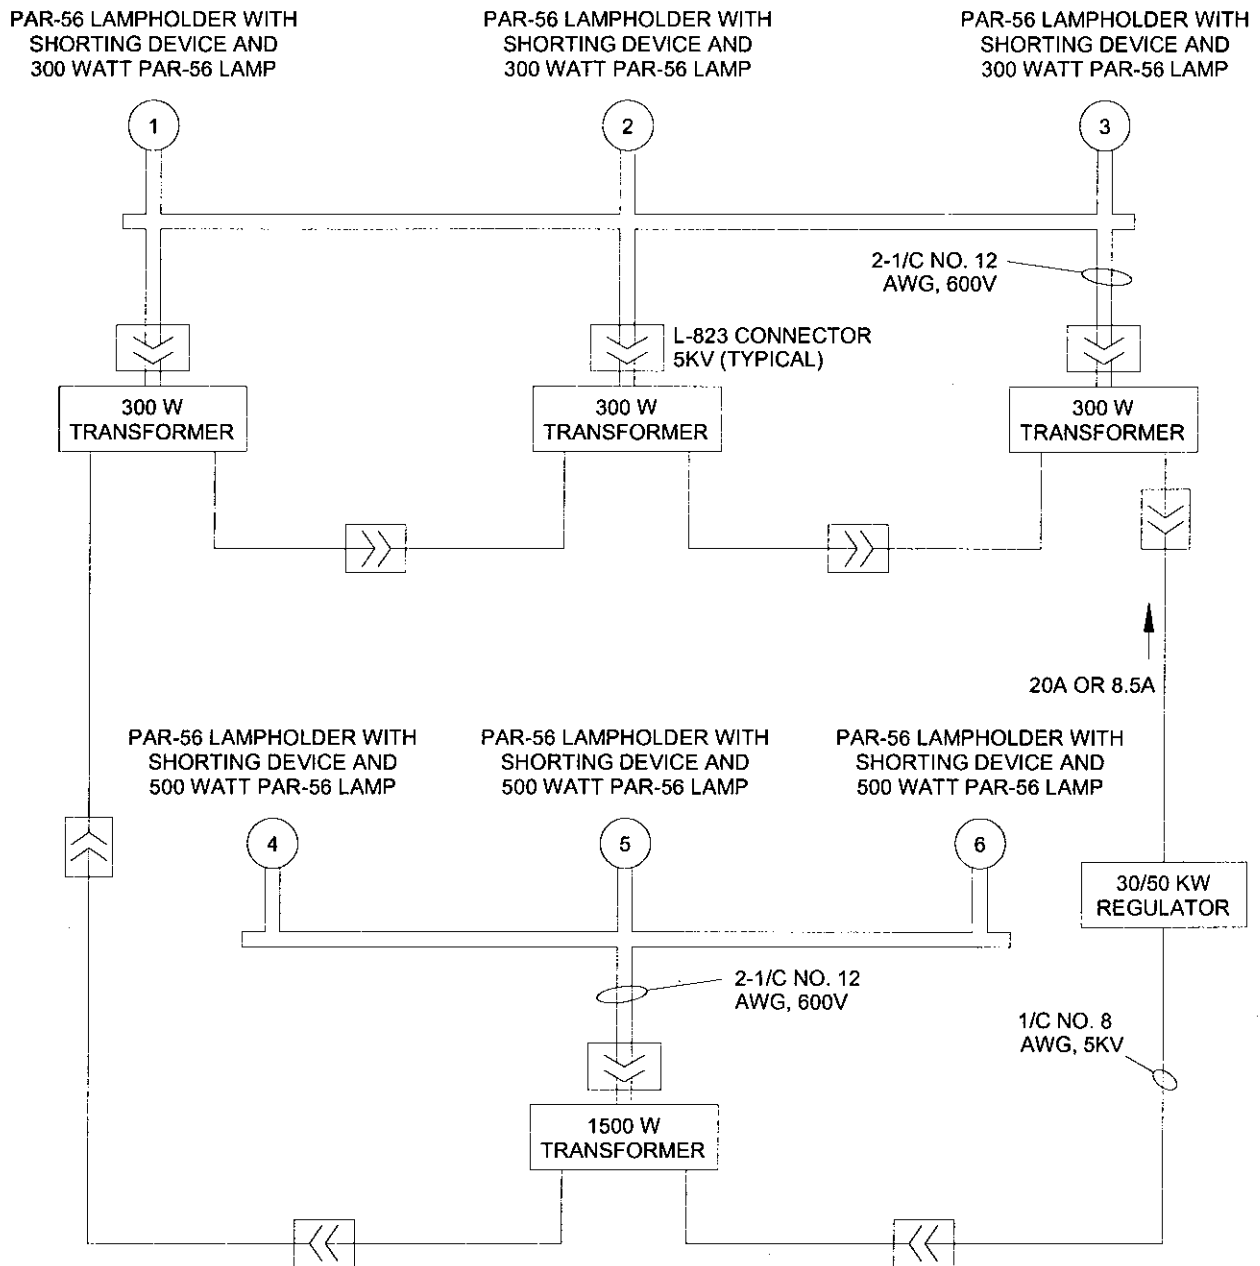 PAR-56 LAMPHOLDER WITH
SHORTING DEVICE AND
300 WATT PAR-56 LAMP
PAR-56 LAMPHOLDER WITH
SHORTING DEVICE AND
300 WATT PAR-56 LAMP
PAR-56 LAMPHOLDER WITH
SHORTING DEVICE AND
300 WATT PAR-56 LAMP
1
2
3
2-1/C NO. 12
AWG, 600V
L-823 CONNECTOR
5KV (TYPICAL)
300 W
TRANSFORMER
300 W
TRANSFORMER
300 W
TRANSFORMER
20A OR 8.5A
PAR-56 LAMPHOLDER WITH
SHORTING DEVICE AND
500 WATT PAR-56 LAMP
PAR-56 LAMPHOLDER WITH
SHORTING DEVICE AND
500 WATT PAR-56 LAMP
PAR-56 LAMPHOLDER WITH
SHORTING DEVICE AND
500 WATT PAR-56 LAMP
4
5
6
30/50 KW
REGULATOR
2-1/C NO. 12
AWG, 600V
1/C NO. 8
AWG, 5KV
1500 W
TRANSFORMER